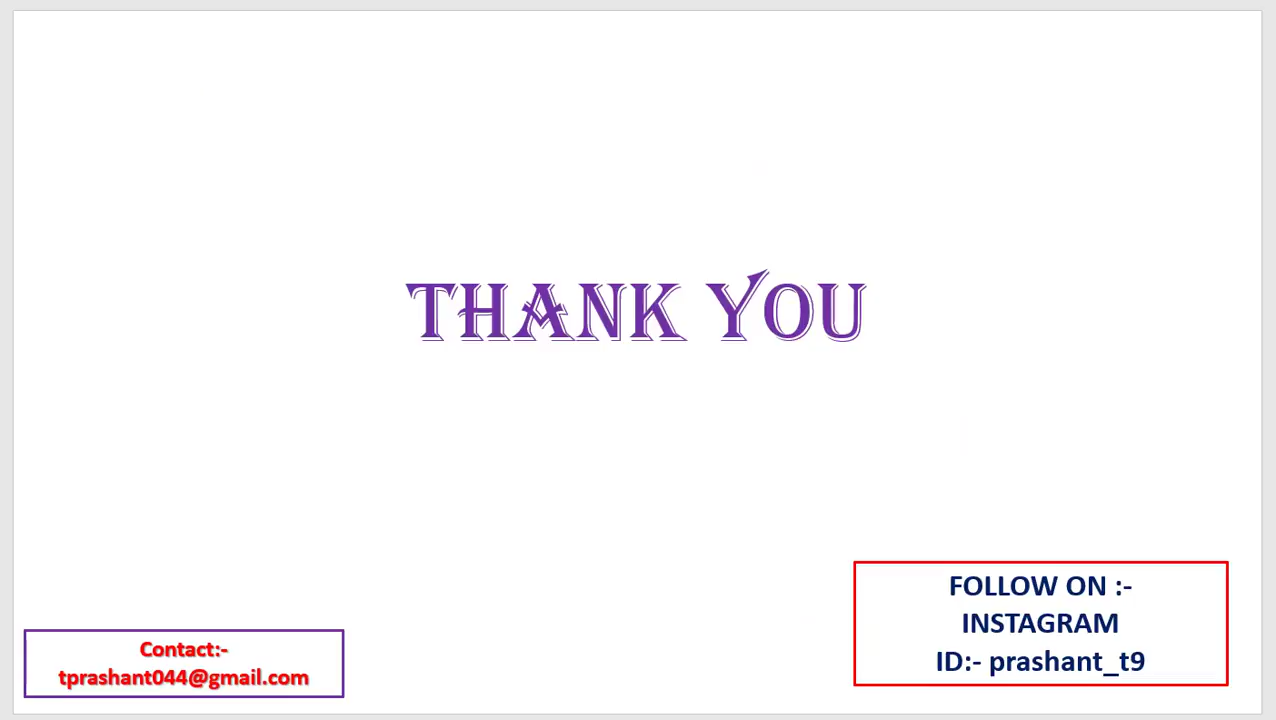 THANK YOU
FOLLOW ON :-
INSTAGRAM
ID:- prashant_t9
Contact:-
tprashant044@gmail.com